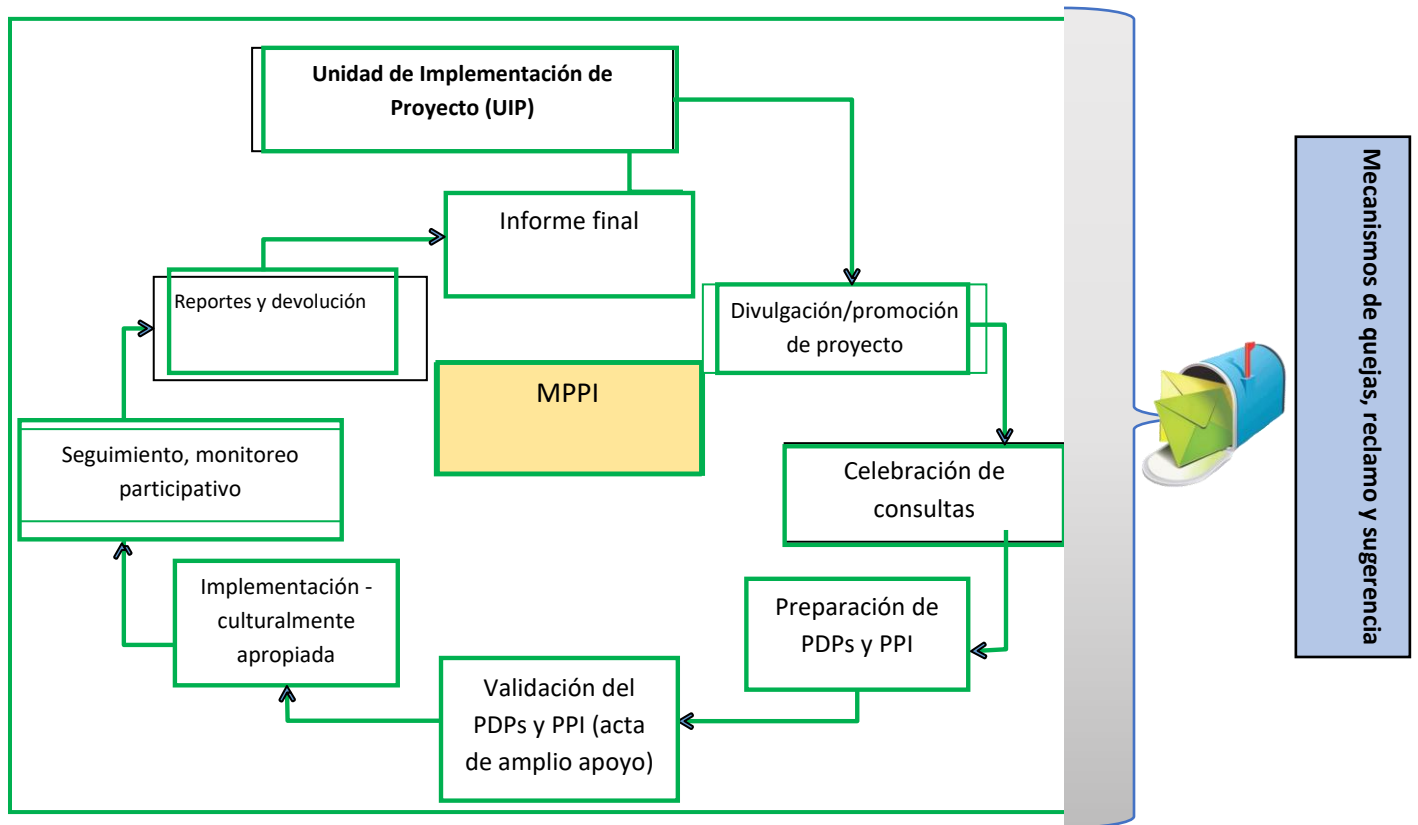 Unidad de Implementación de
Proyecto (UIP)
Informe final
Reportes y devolución
Divulgación/promoción
de proyecto
MPPI
Seguimiento, monitoreo
participativo
Celebración de
consultas
Implementación -
culturalmente
apropiada
Preparación de
PDPs y PPI
Validación del
PDPs y PPI (acta
de amplio apoyo)
Mecanismos de quejas, reclamo y sugerencia